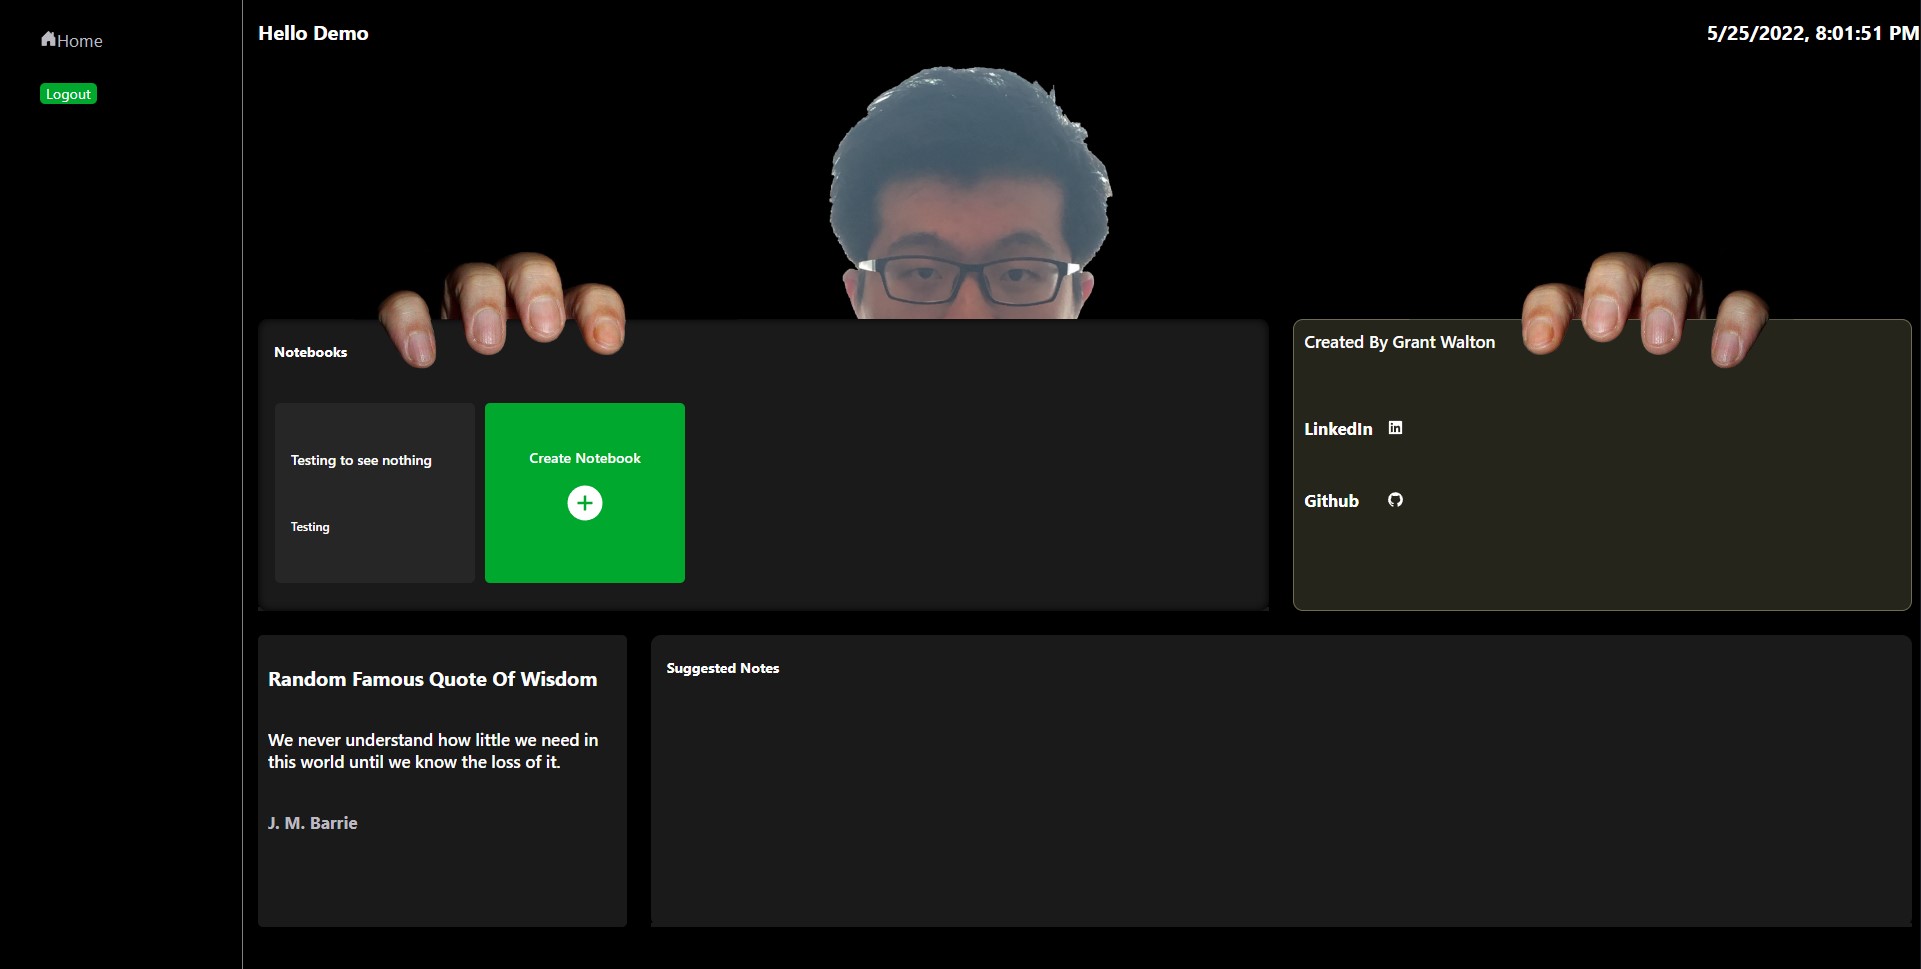 Home
Logout
Hello Demo
5/25/2022, 8:01:51 PM
Notebooks
Testing to see nothing
Testing
Create Notebook
Created By Grant Walton
LinkedIn
in
Github
Random Famous Quote Of Wisdom
We never understand how little we need in
this world until we know the loss of it.
J. M. Barrie
Suggested Notes